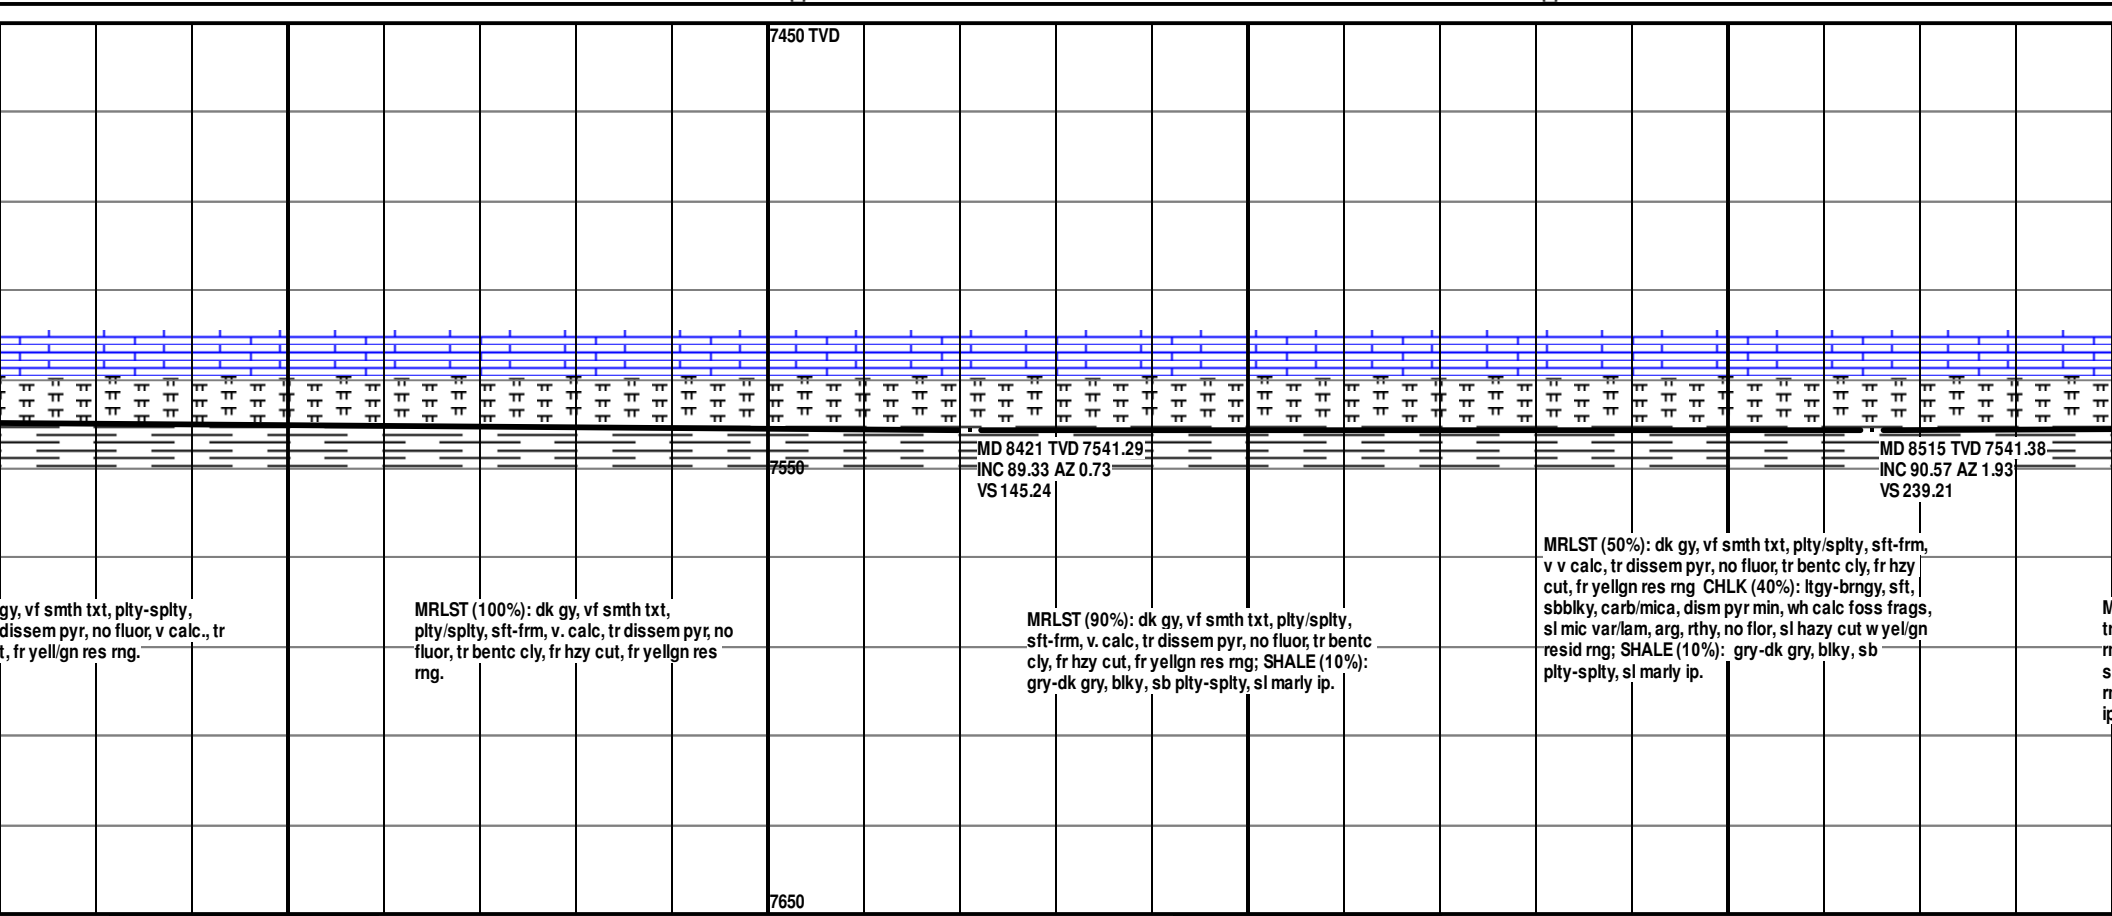 7450 TVD
7550
MD 8421 TVD 7541.29
INC 89.33 AZ 0.73
VS 145.24
MD 8515 TVD 7541.38
INC 90.57 AZ 1.93
VS 239.21
gy, vf smth txt, plty-splty,
dissem pyr, no fluor, v calc., tr
t, fr yell/gn res rng.
MRLST (100%): dk gy, vf smth txt,
plty/splty, sft-frm, v. calc, tr dissem pyr, no
fluor, tr bentc cly, fr hzy cut, fr yellgn res
rng.
MRLST (90%): dk gy, vf smth txt, plty/splty,
sft-frm, v. calc, tr dissem pyr, no fluor, tr bentc
cly, fr hzy cut, fr yellgn res rng; SHALE (10%):
gry-dk gry, blky, sb plty-splty, sl marly ip.
MRLST (50%): dk gy, vf smth txt, plty/splty, sft-frm,
v v calc, tr dissem pyr, no fluor, tr bentc cly, fr hzy
cut, fr yellgn res rng CHLK (40%): ltgy-brngy, sft,
sbblky, carb/mica, dism pyr min, wh calc foss frags,
sl mic var/lam, arg, rthy, no flor, sl hazy cut w yel/gn
resid rng; SHALE (10%): gry-dk gry, blky, sb
plty-splty, sl marly ip.
7650